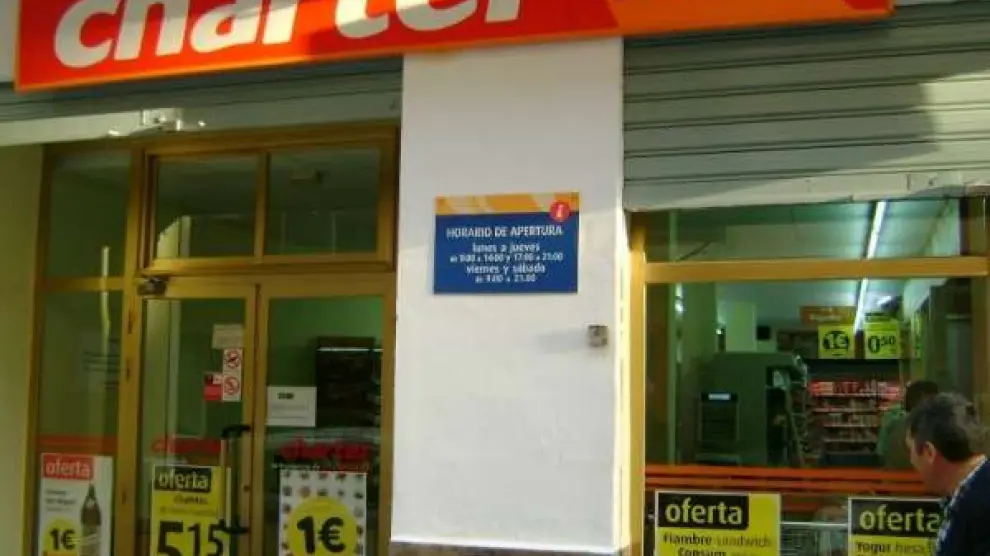 charter
i
HORARIO DE APERTURA
lunes a jueves
de 9:00 a 14:00 y 17:00 a 21:00
viernes y sábado
de 9:00 a 21:00
1€
0,50
charter
charter
oferta
1€
oferta
5,15
1€
oferta
Fiambre sandwich
Consum
oferta
Yogur